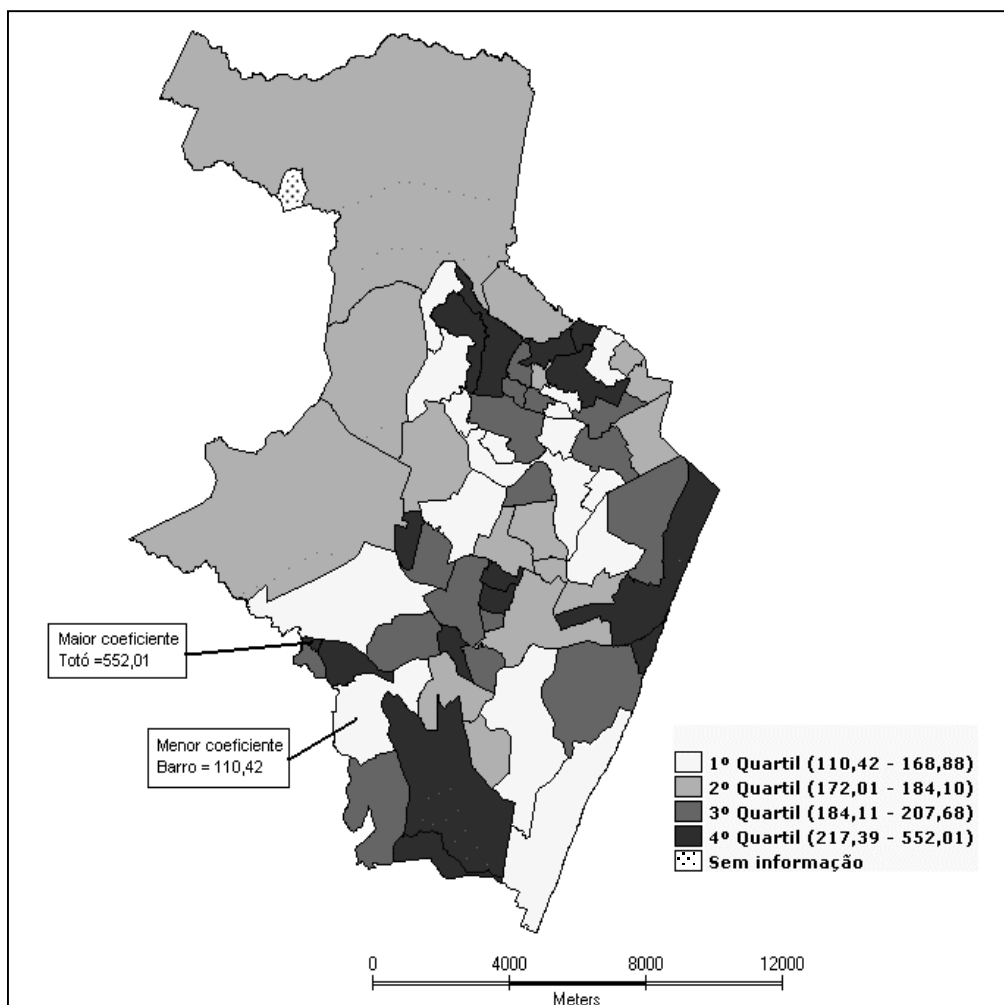 Maior coeficiente
Totó =552,01
Menor coeficiente
Barro = 110,42
1º Quartil (110,42 - 168,88)
2º Quartil (172,01 - 184,10)
3º Quartil (184,11 - 207,68)
4º Quartil (217,39 - 552,01)
Sem informação
0 4000 8000 12000
Meters